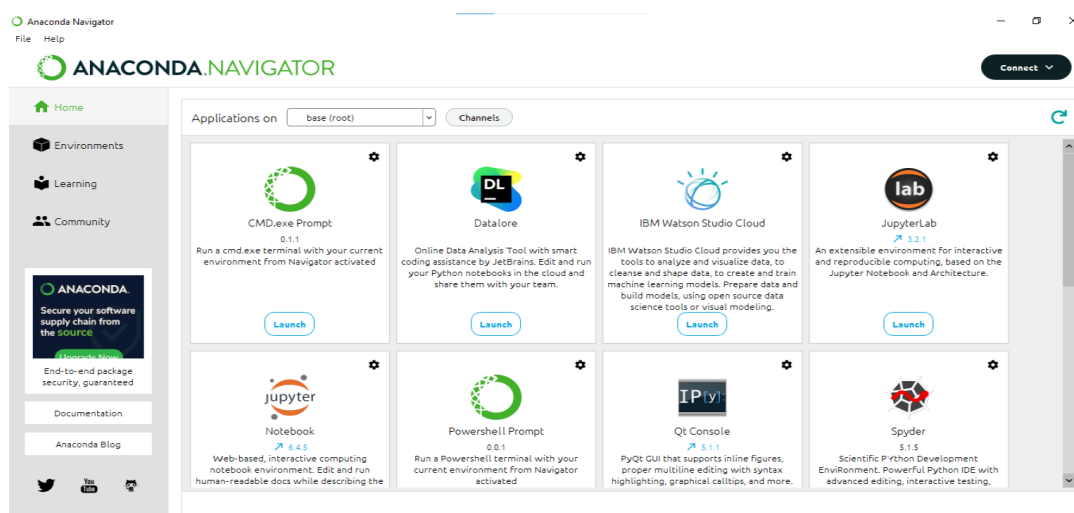 Anaconda Navigator
File Help
ANACONDA.NAVIGATOR
Connect
Home
Environments
Learning
Community
ANACONDA.
Secure your software
supply chain from
the source
Upgrade Now
End-to-end package
security, guaranteed
Documentation
Anaconda Blog
You
Tube
Applications on base (root) Channels
DL
CMD.exe Prompt
0.1.1
Run a cmd.exe terminal with your current
environment from Navigator activated
Launch
Datalore
Online Data Analysis Tool with smart
coding assistance by JetBrains. Edit and run
your Python notebooks in the cloud and
share them with your team.
Launch
IBM Watson Studio Cloud
IBM Watson Studio Cloud provides you the
tools to analyze and visualize data, to
cleanse and shape data, to create and train
machine learning models. Prepare data and
build models, using open source data
science tools or visual modeling.
Launch
lab
JupyterLab
3.2.1
An extensible environment for interactive
and reproducible computing, based on the
Jupyter Notebook and Architecture.
Launch
jupyter
Notebook
6.4.5
Web-based, interactive computing
notebook environment. Edit and run
human-readable docs while describing the
Powershell Prompt
0.0.1
Run a Powershell terminal with your
current environment from Navigator
activated
IP[y]:
Qt Console
5.1.1
PyQt GUI that supports inline figures,
proper multiline editing with syntax
highlighting, graphical calltips, and more.
Spyder
5.1.5
Scientific PYthon Development
EnviRonment. Powerful Python IDE with
advanced editing, interactive testing,